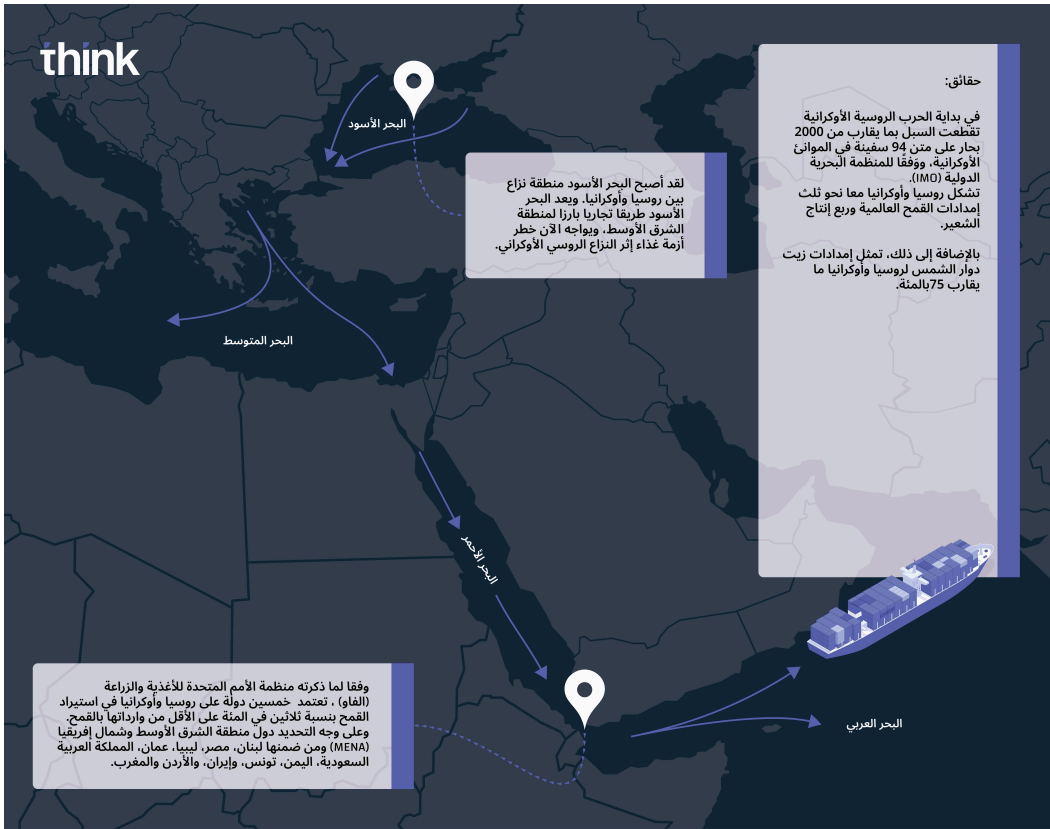 think
حقائق:
في بداية الحرب الروسية الأوكرانية
تقطعت السبل بما يقارب من 2000
بحار على متن 94 سفينة في الموانئ
الأوكرانية، ووَفقًا للمنظمة البحرية
الدولية (IMO).
تشكل روسيا وأوكرانيا معا نحو ثلث
إمدادات القمح العالمية وربع إنتاج
الشعير.
بالإضافة إلى ذلك، تمثل إمدادات زيت
دوار الشمس لروسيا وأوكرانيا ما
يقارب 75بالمئة.
البحر الأسود
لقد أصبح البحر الأسود منطقة نزاع
بين روسيا وأوكرانيا. ويعد البحر
الأسود طريقا تجاريا بارزا لمنطقة
الشرق الأوسط، ويواجه الآن خطر
أزمة غذاء إثر النزاع الروسي الأوكراني.
البحر المتوسط
البحر الأحمر
البحر العربي
وفقا لما ذكرته منظمة الأمم المتحدة للأغذية والزراعة
(الفاو) ، تعتمد خمسين دولة على روسيا وأوكرانيا في استيراد
القمح بنسبة ثلاثين في المئة على الأقل من وارداتها بالقمح.
وعلى وجه التحديد دول منطقة الشرق الأوسط وشمال إفريقيا
(MENA) ومن ضمنها لبنان، مصر، ليبيا، عمان، المملكة العربية
السعودية، اليمن، تونس، وإيران، والأردن والمغرب.